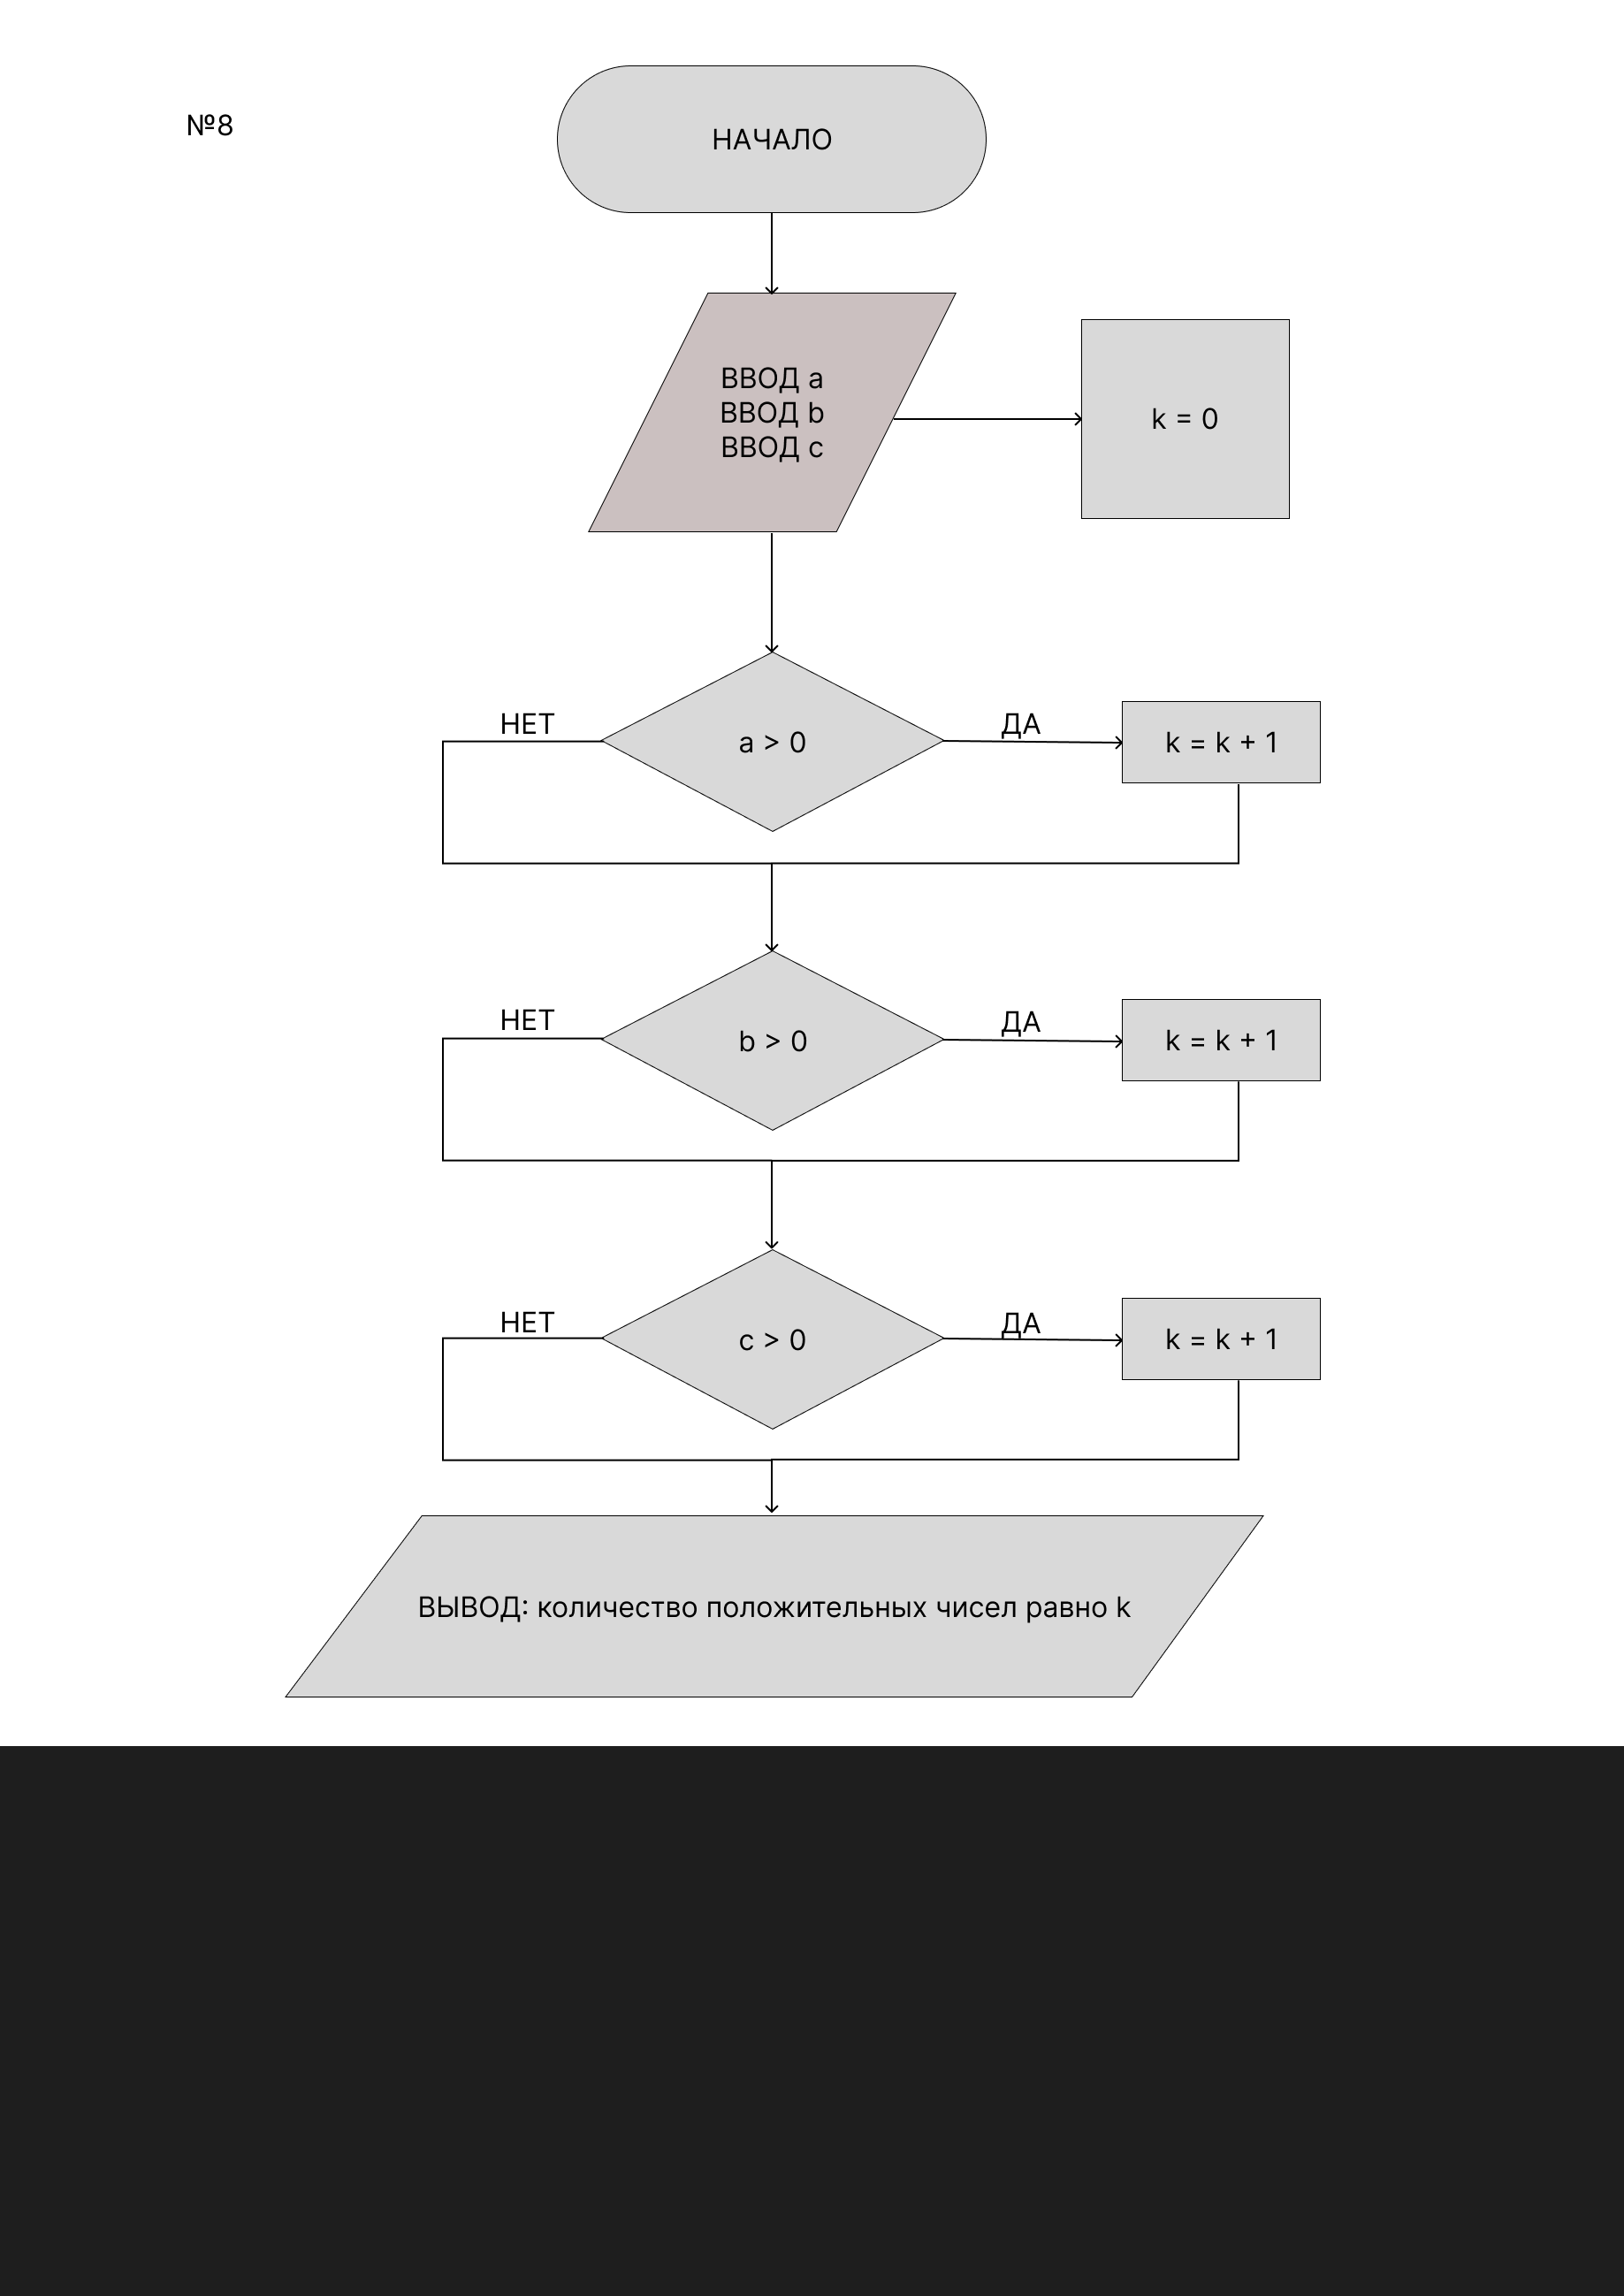 №8
НАЧАЛО
ВВОД a
ВВОД b
ВВОД c
k = 0
НЕТ
a > 0
ДА
k = k + 1
НЕТ
b > 0
ДА
k = k + 1
НЕТ
c > 0
ДА
k = k + 1
ВЫВОД: количество положительных чисел равно k